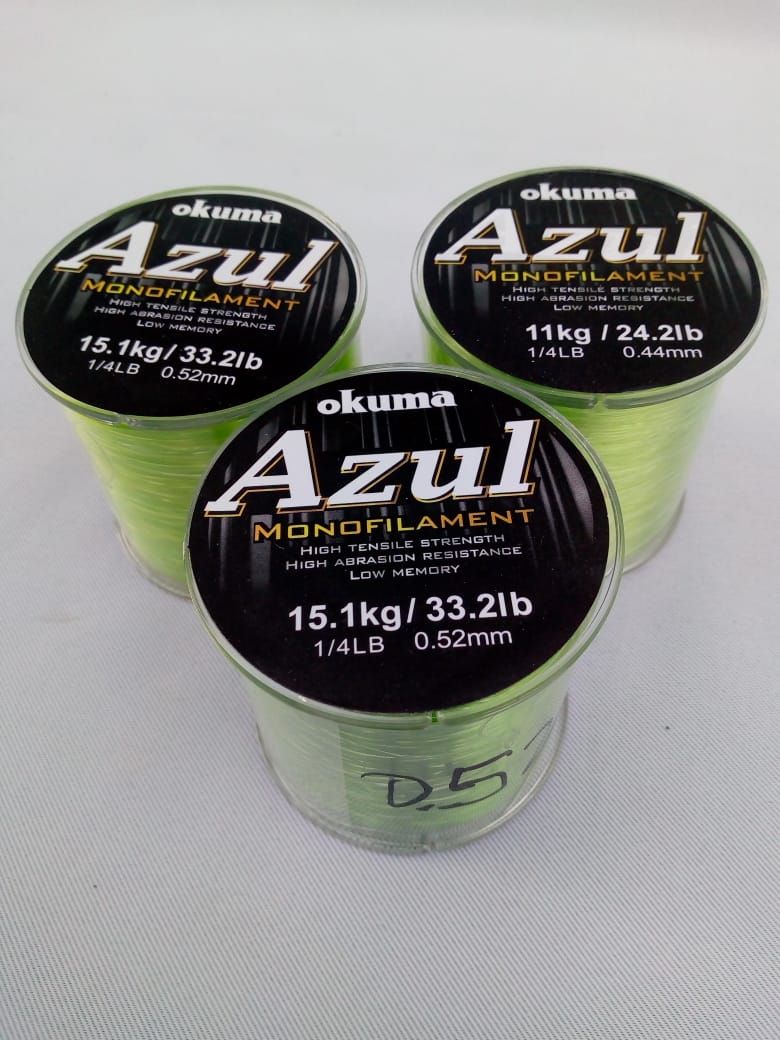 okuma
Azul
MONOFILAMENT
HIGH TENSILE STRENGTH
HIGH ABRASION RESISTANCE
LOW MEMORY
15.1kg/ 33.2lb
1/4LB 0.52mm
okuma
Azul
MONOFILAMENT
HIGH TENSILE STRENGTH
HIGH ABRASION RESISTANCE
LOW MEMORY
11kg / 24.2lb
1/4LB 0.44mm
okuma
Azul
MONOFILAMENT
HIGH TENSILE STRENGTH
HIGH ABRASION RESISTANCE
LOW MEMORY
15.1kg/ 33.2lb
1/4LB 0.52mm